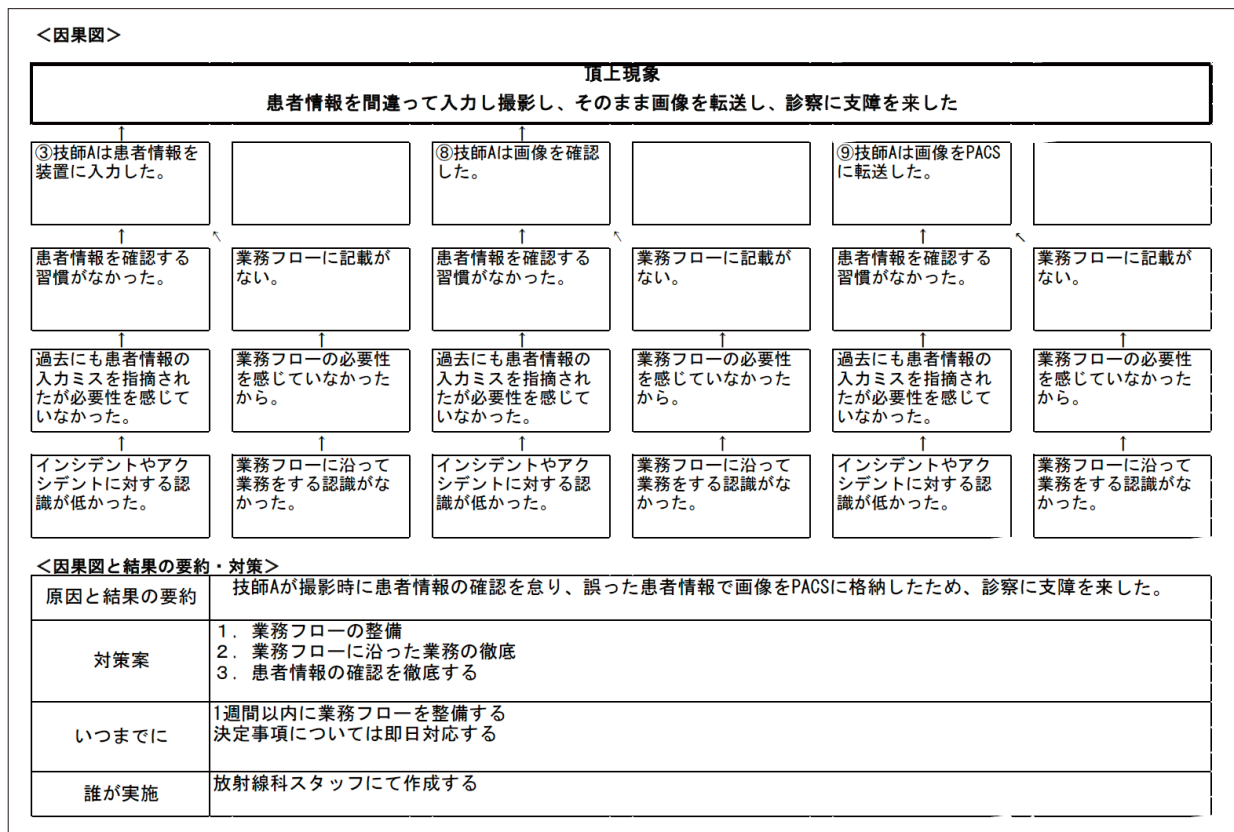 ＜因果図＞
頂上現象
患者情報を間違って入力し撮影し、そのまま画像を転送し、診察に支障を来した
↑
↑
③技師Aは患者情報を
装置に入力した。
⑧技師Aは画像を確認
した。
⑨技師Aは画像をPACS
に転送した。
↑
↖
↑
↖
↑
↖
患者情報を確認する
習慣がなかった。
業務フローに記載が
ない。
患者情報を確認する
習慣がなかった。
業務フローに記載が
ない。
患者情報を確認する
習慣がなかった。
業務フローに記載が
ない。
↑
↑
↑
↑
↑
↑
過去にも患者情報の
入力ミスを指摘され
たが必要性を感じて
いなかった。
業務フローの必要性
を感じていなかった
から。
過去にも患者情報の
入力ミスを指摘され
たが必要性を感じて
いなかった。
業務フローの必要性
を感じていなかった
から。
過去にも患者情報の
入力ミスを指摘され
たが必要性を感じて
いなかった。
業務フローの必要性
を感じていなかった
から。
↑
↑
↑
↑
↑
↑
インシデントやアク
シデントに対する認
識が低かった。
業務フローに沿って
業務をする認識がな
かった。
インシデントやアク
シデントに対する認
識が低かった。
業務フローに沿って
業務をする認識がな
かった。
インシデントやアク
シデントに対する認
識が低かった。
業務フローに沿って
業務をする認識がな
かった。
＜因果図と結果の要約・対策＞
原因と結果の要約
技師Aが撮影時に患者情報の確認を怠り、誤った患者情報で画像をPACSに格納したため、診察に支障を来した。
対策案
１．業務フローの整備
２．業務フローに沿った業務の徹底
３．患者情報の確認を徹底する
いつまでに
1週間以内に業務フローを整備する
決定事項については即日対応する
誰が実施
放射線科スタッフにて作成する